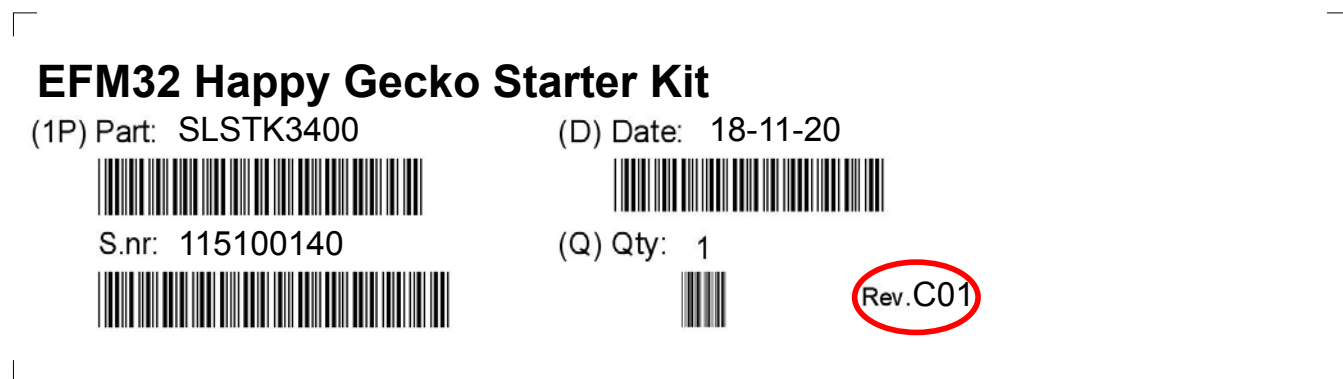 EFM32 Happy Gecko Starter Kit
(1P) Part: SLSTK3400
(D) Date: 18-11-20
S.nr: 115100140
(Q) Qty: 1
Rev.C01